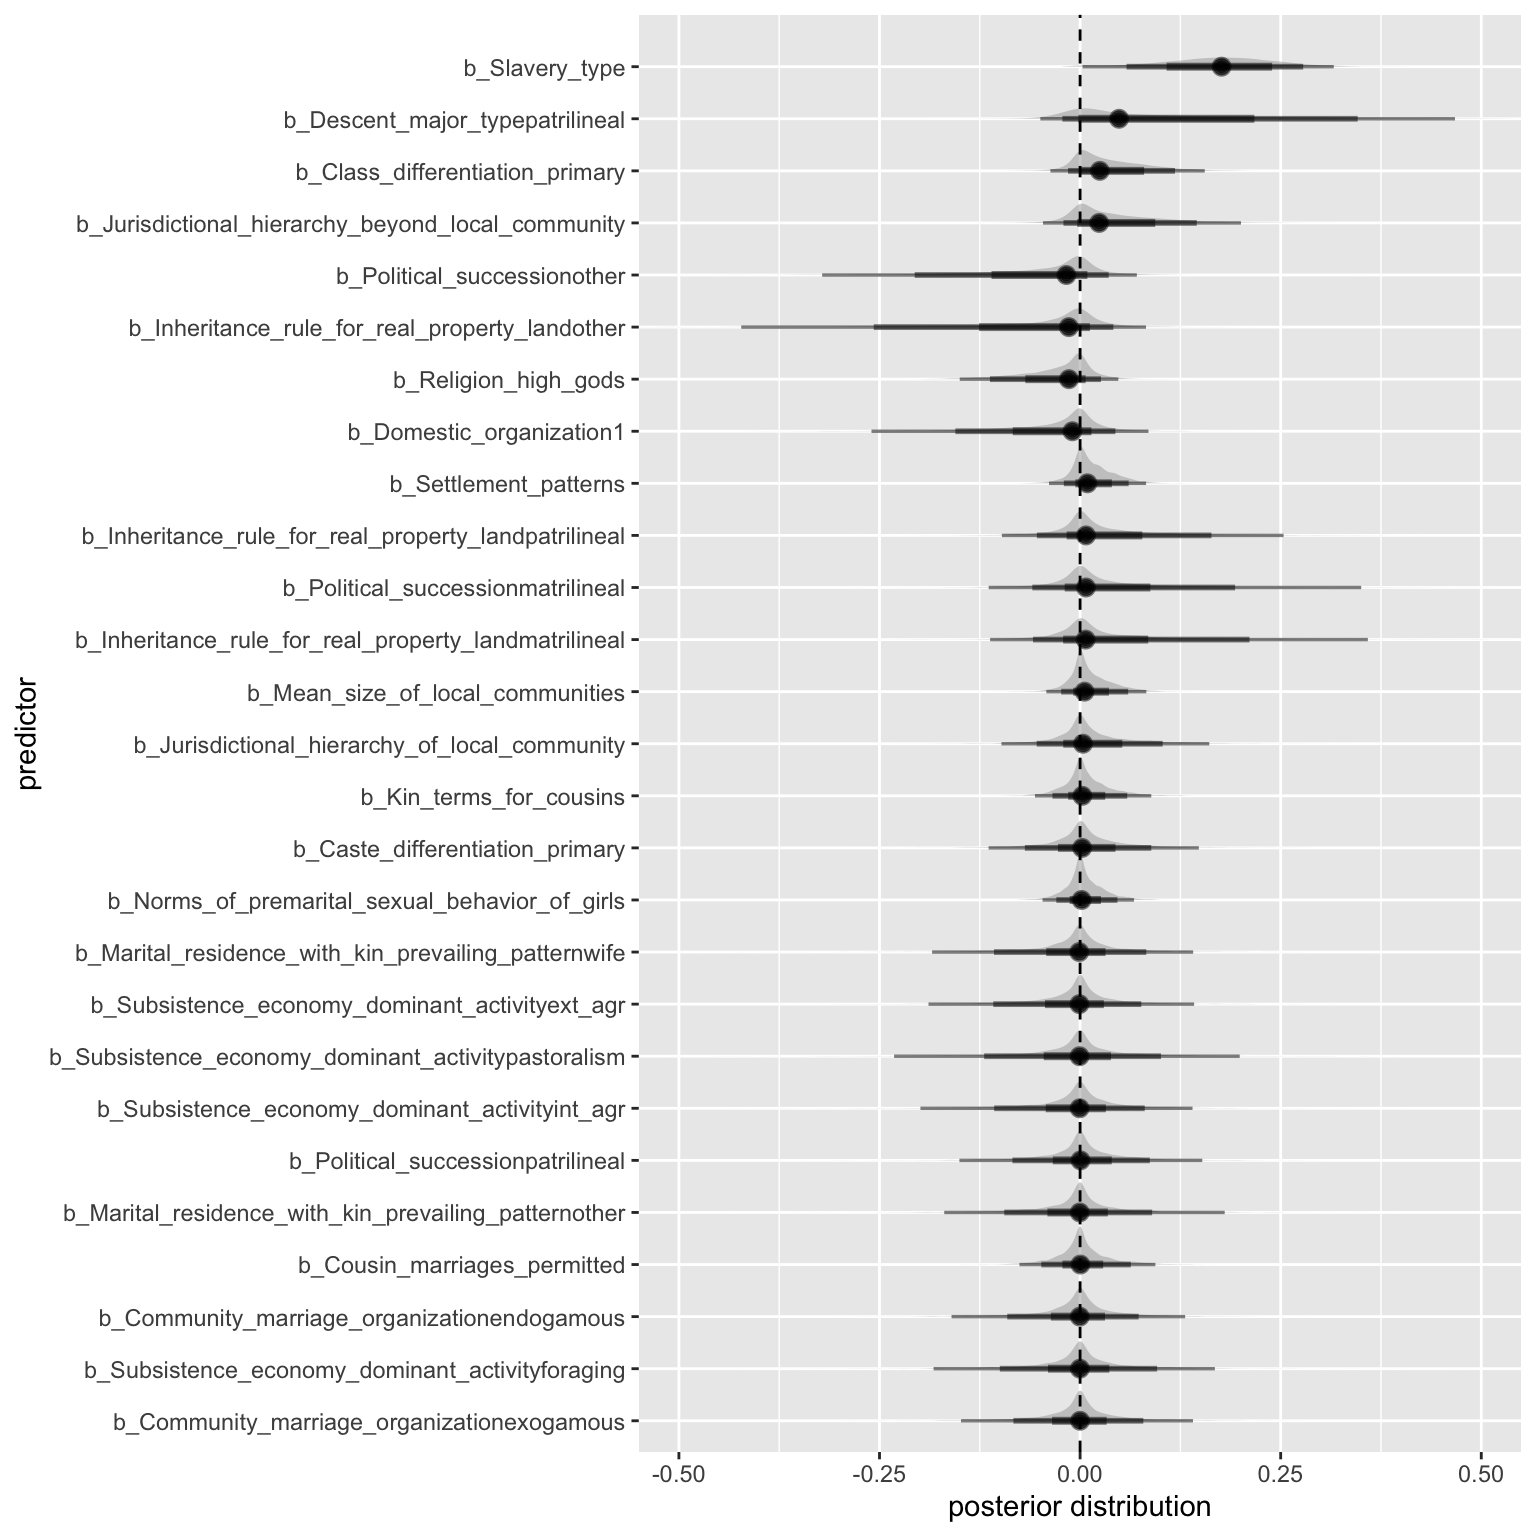 b_Slavery_type
b_Descent_major_typepatrilineal
b_Class_differentiation_primary
b_Jurisdictional_hierarchy_beyond_local_community
b_Political_successionother
b_Inheritance_rule_for_real_property_landother
b_Religion_high_gods
b_Domestic_organization1
b_Settlement_patterns
b_Inheritance_rule_for_real_property_landpatrilineal
b_Political_successionmatrilineal
b_Inheritance_rule_for_real_property_landmatrilineal
b_Mean_size_of_local_communities
b_Jurisdictional_hierarchy_of_local_community
b_Kin_terms_for_cousins
b_Caste_differentiation_primary
b_Norms_of_premarital_sexual_behavior_of_girls
b_Marital_residence_with_kin_prevailing_patternwife
b_Subsistence_economy_dominant_activityext_agr
b_Subsistence_economy_dominant_activitypastoralism
b_Subsistence_economy_dominant_activityint_agr
b_Political_successionpatrilineal
b_Marital_residence_with_kin_prevailing_patternother
b_Cousin_marriages_permitted
b_Community_marriage_organizationendogamous
b_Subsistence_economy_dominant_activityforaging
b_Community_marriage_organizationexogamous
predictor
-0.50 -0.25 0.00 0.25 0.50
posterior distribution